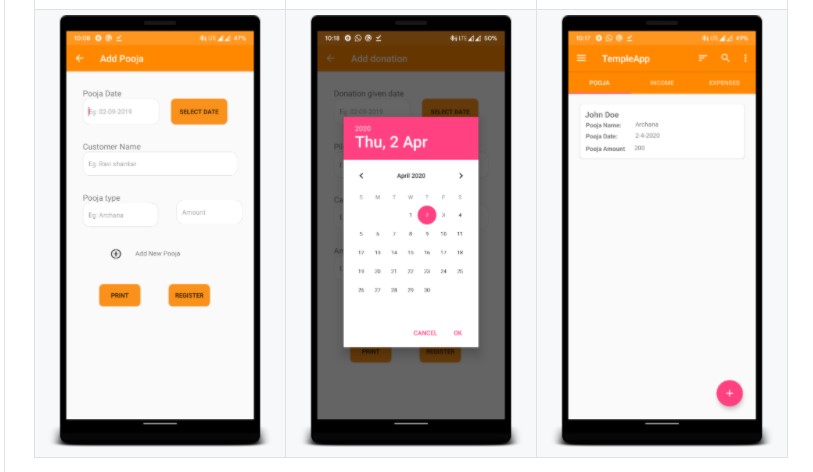 10:08 47%
Add Pooja
Pooja Date
Eg: 02-09-2019
SELECT DATE
Customer Name
Eg: Ravi shankar
Pooja type
Eg: Archana
Amount
Add New Pooja
PRINT
REGISTER
10:18 50%
Add donation
Donation given date
Eg: 02-09-2019
SELECT DATE
2020
Thu, 2 Apr
April 2020
S M T W T F S
1 2 3 4
5 6 7 8 9 10 11
12 13 14 15 16 17 18
19 20 21 22 23 24 25
26 27 28 29 30
CANCEL OK
PRINT
REGISTER
10:17 49%
TempleApp
POOJA INCOME EXPENSES
John Doe
Pooja Name: Archana
Pooja Date: 2-4-2020
Pooja Amount 200